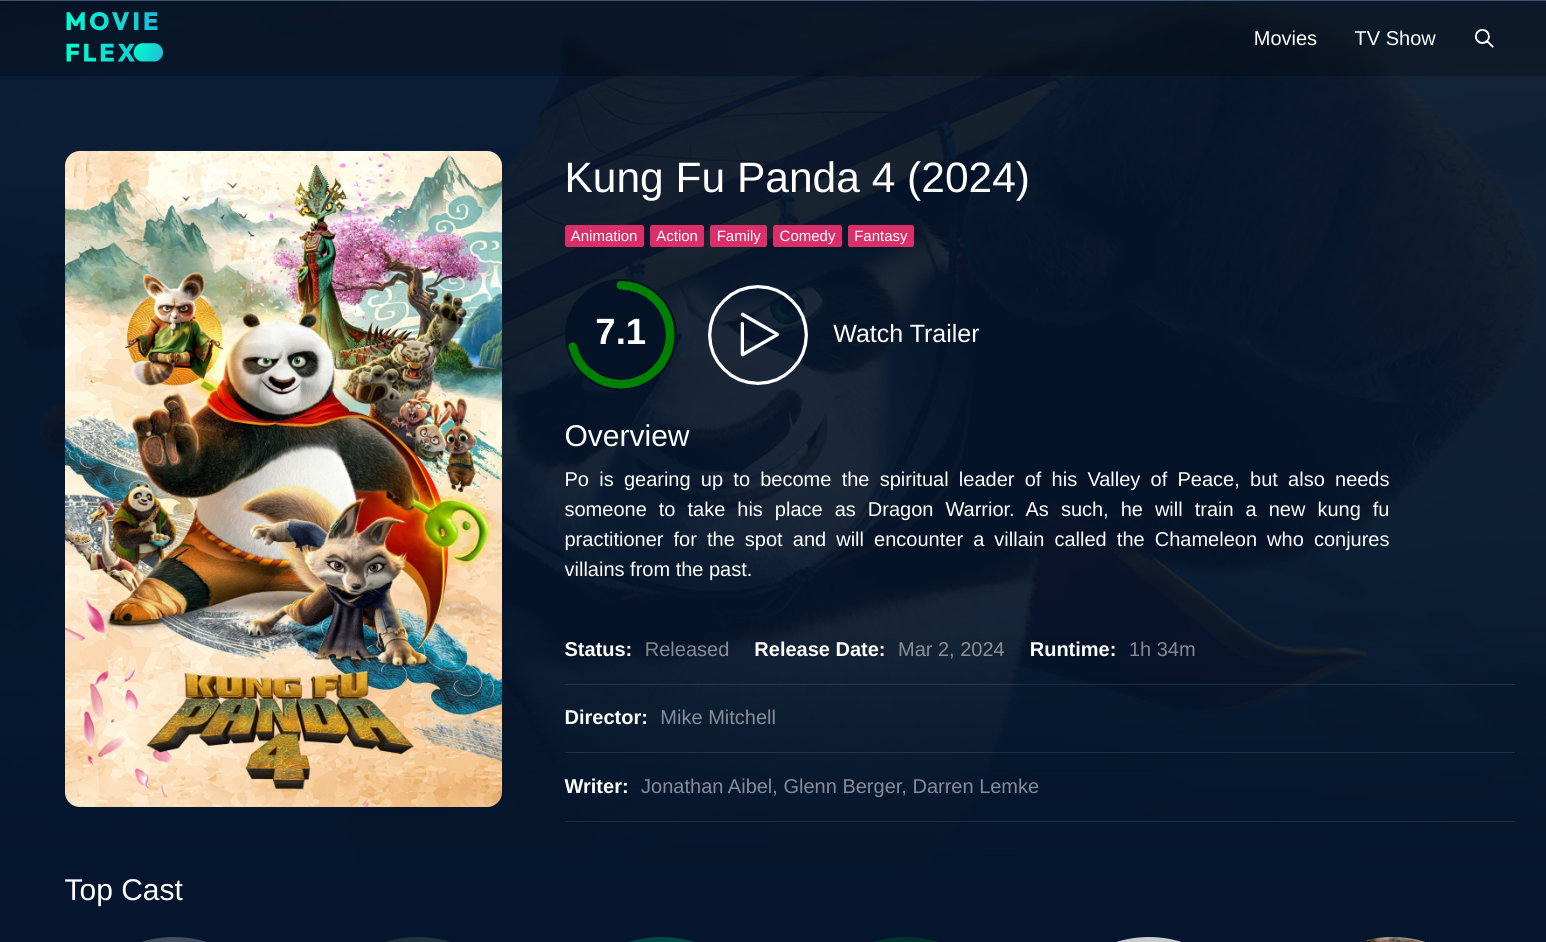 MOVIE
FLEX
Movies TV Show
Kung Fu Panda 4 (2024)
Animation Action Family Comedy Fantasy
7.1
Watch Trailer
Overview
Po is gearing up to become the spiritual leader of his Valley of Peace, but also needs
someone to take his place as Dragon Warrior. As such, he will train a new kung fu
practitioner for the spot and will encounter a villain called the Chameleon who conjures
villains from the past.
Status: Released Release Date: Mar 2, 2024 Runtime: 1h 34m
Director: Mike Mitchell
Writer: Jonathan Aibel, Glenn Berger, Darren Lemke
KUNG FU
PANDA
4
Top Cast